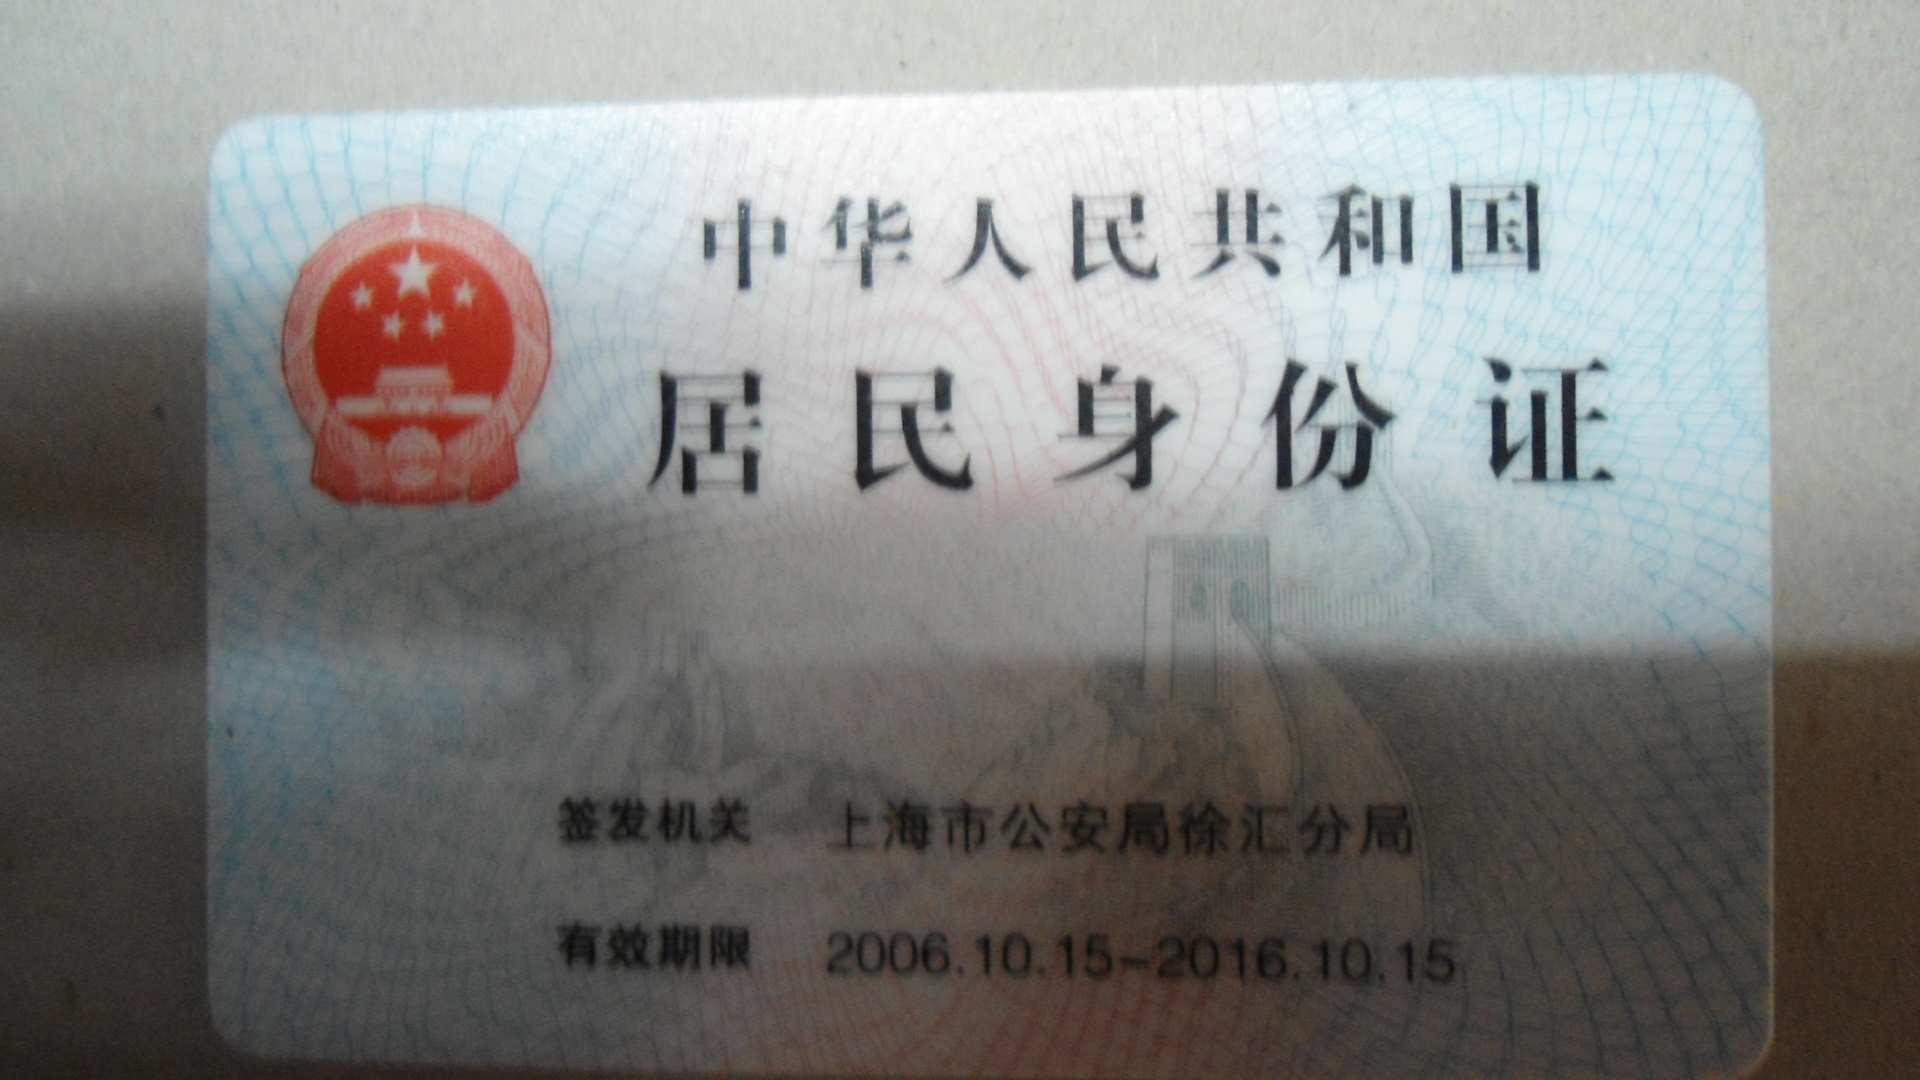 中华人民共和国
居民身份证
签发机关 上海市公安局徐汇分局
有效期限 2006.10.15-2016.10.15